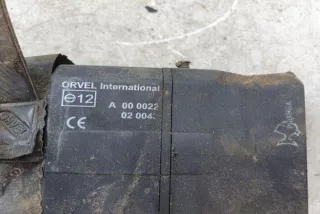 ORVEL International
e12
A 00 0022
02 004
CE